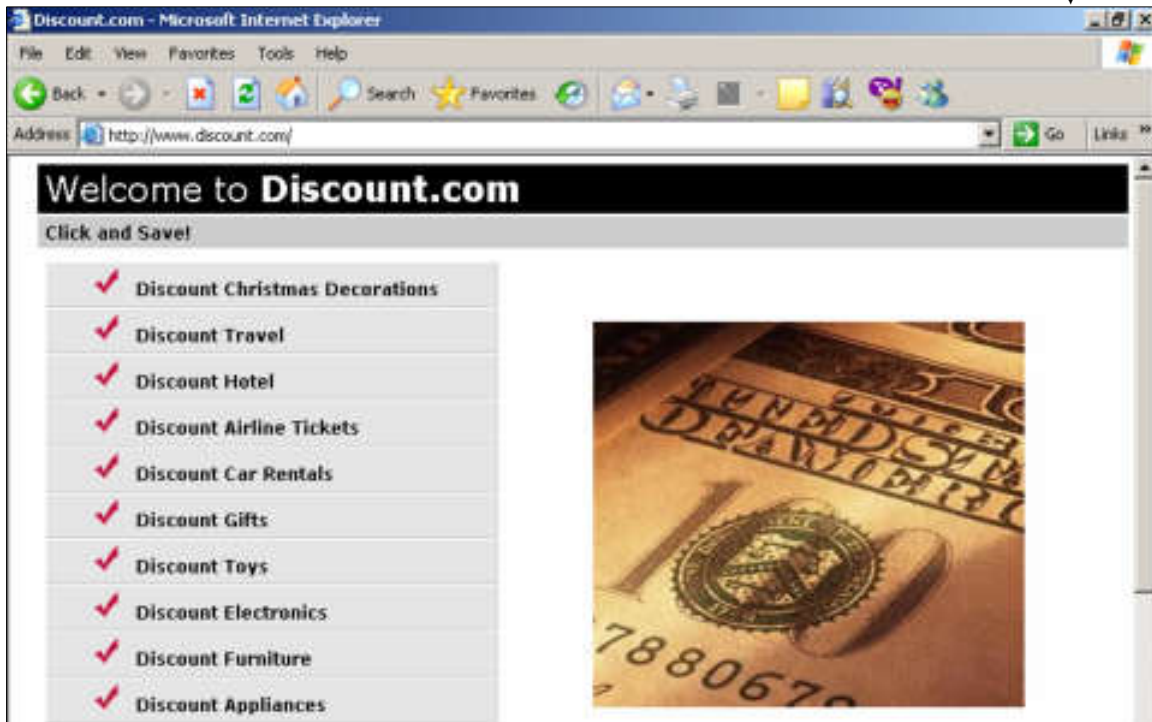 Discount.com - Microsoft Internet Explorer
File Edit View Favorites Tools Help
Back Search Favorites
Address http://www.discount.com/ Go Links »
Welcome to Discount.com
Click and Save!
Discount Christmas Decorations
Discount Travel
Discount Hotel
Discount Airline Tickets
Discount Car Rentals
Discount Gifts
Discount Toys
Discount Electronics
Discount Furniture
Discount Appliances
10
7880679